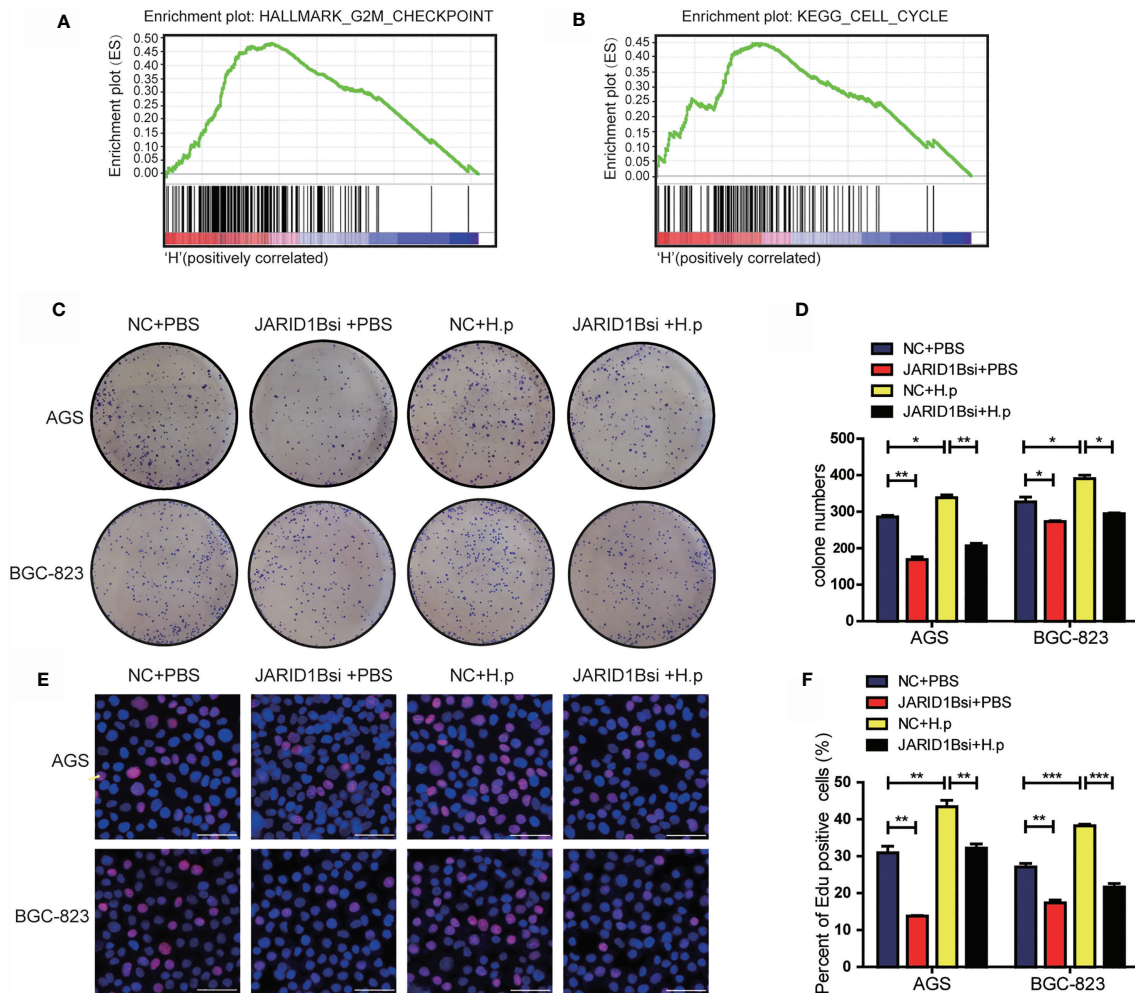 A
Enrichment plot: HALLMARK_G2M_CHECKPOINT
Enrichment plot (ES)
0.50
0.45
0.40
0.35
0.30
0.25
0.20
0.15
0.10
0.05
0.00
'H'(positively correlated)
B
Enrichment plot: KEGG_CELL_CYCLE
Enrichment plot (ES)
0.45
0.40
0.35
0.30
0.25
0.20
0.15
0.10
0.05
0.00
'H'(positively correlated)
C
NC+PBS JARID1Bsi +PBS NC+H.p JARID1Bsi +H.p
AGS
BGC-823
D
NC+PBS
JARID1Bsi+PBS
NC+H.p
JARID1Bsi+H.p
colone numbers
500
400
300
200
100
0
* ** ** * * *
AGS BGC-823
E
NC+PBS JARID1Bsi +PBS NC+H.p JARID1Bsi +H.p
AGS
BGC-823
F
NC+PBS
JARID1Bsi+PBS
NC+H.p
JARID1Bsi+H.p
Percent of Edu positive cells (%)
50
40
30
20
10
0
** ** ** *** *** **
AGS BGC-823